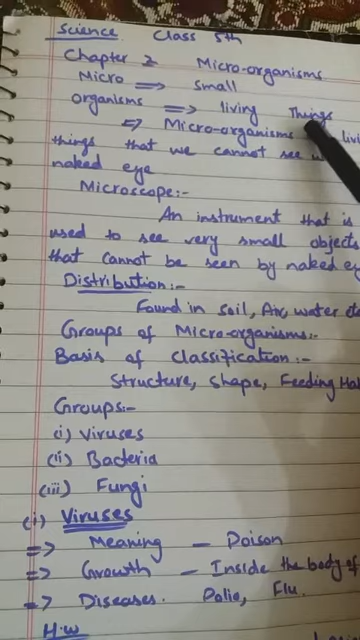 Science Class 5th
Chapter 2 Micro-organisms
Micro ⇒ Small
Organisms ⇒ living Things
⇒ Micro-organisms
things that we cannot see
naked eye
Microscope:-
An instrument that is
used to see very small objects
that cannot be seen by naked
Distribution:-
Found in Soil, Air, water
Groups of Micro-organisms:-
Basis of Classification:-
Structure, Shape, Feeding
Groups:-
(i) Viruses
(ii) Bacteria
(iii) Fungi
(i) Viruses
⇒ Meaning — Poison
⇒ Growth — Inside the body of
⇒ Diseases. Polio, Flu.
H.W